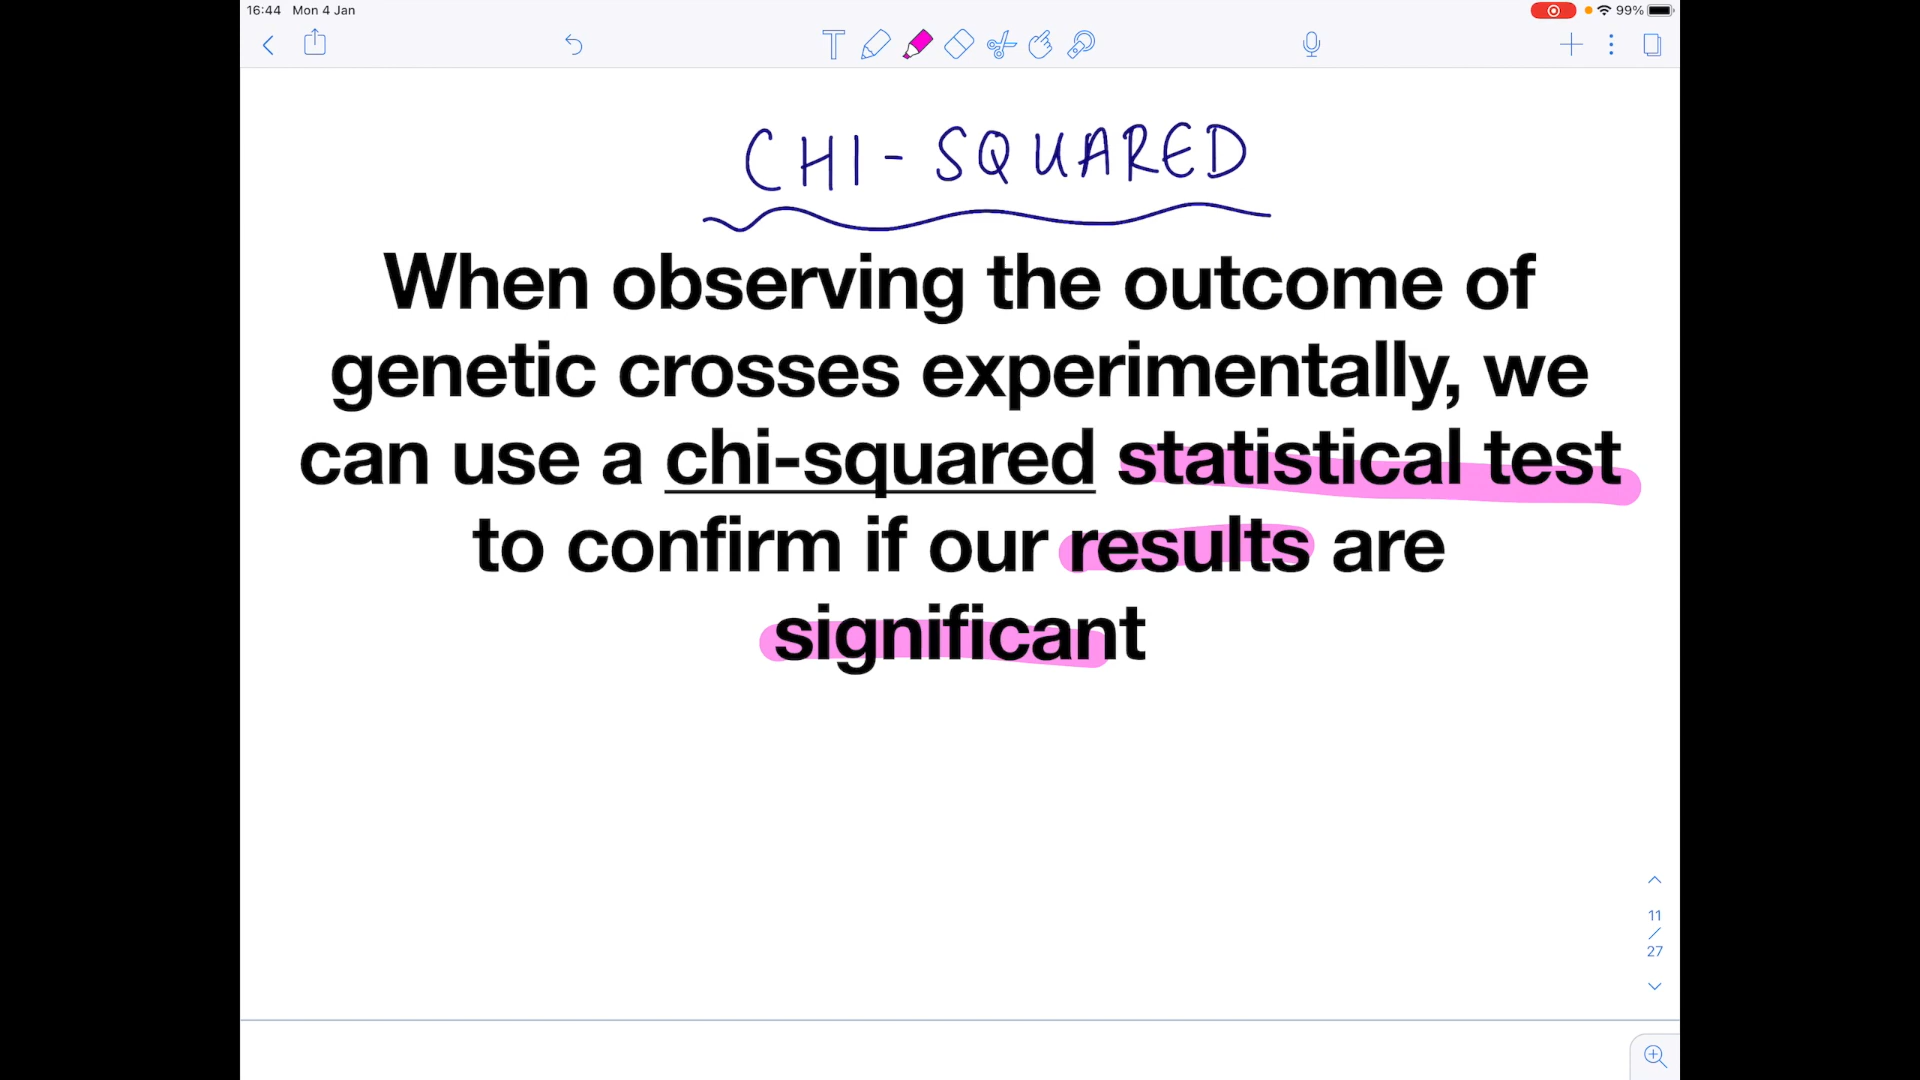 16:44 Mon 4 Jan
99%
T
CHI-SQUARED
When observing the outcome of
genetic crosses experimentally, we
can use a chi-squared statistical test
to confirm if our results are
significant
11
/
27